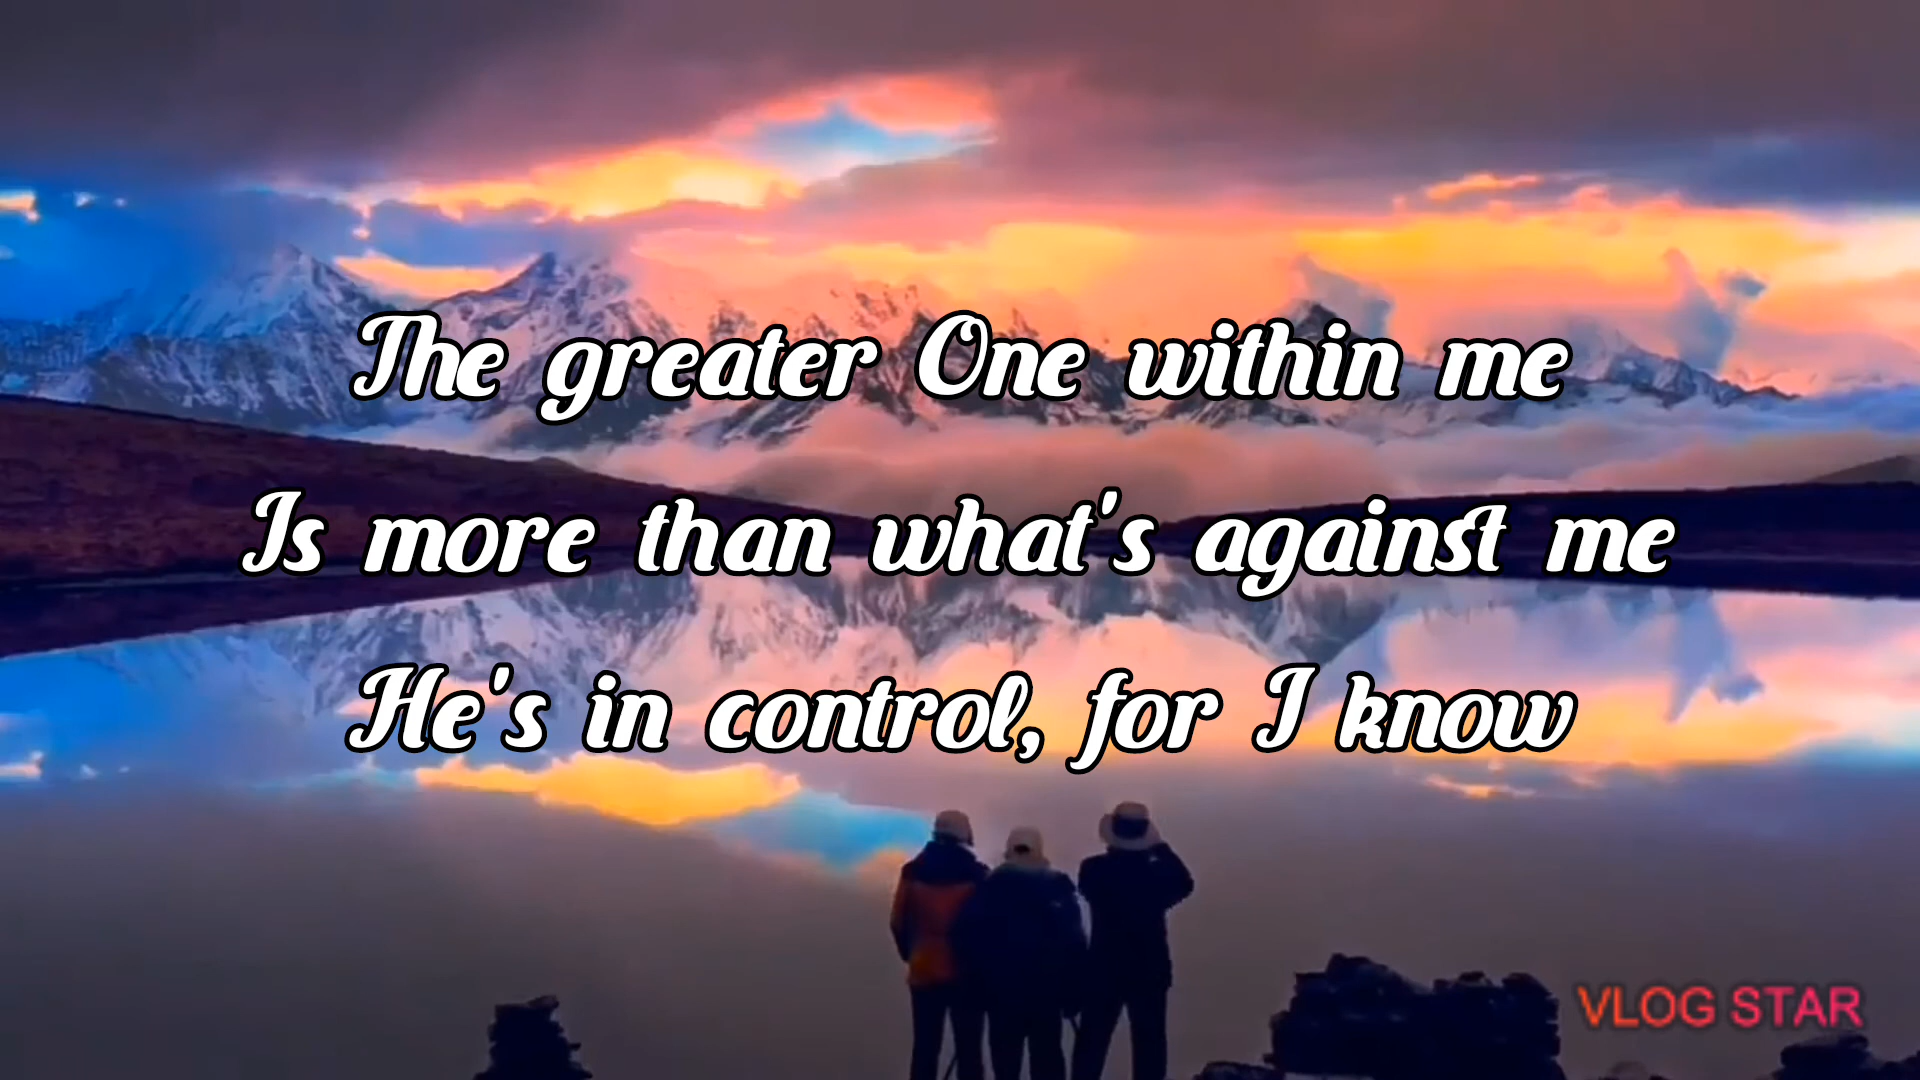 The greater One within me
Is more than what's against me
He's in control, for I know
VLOG STAR